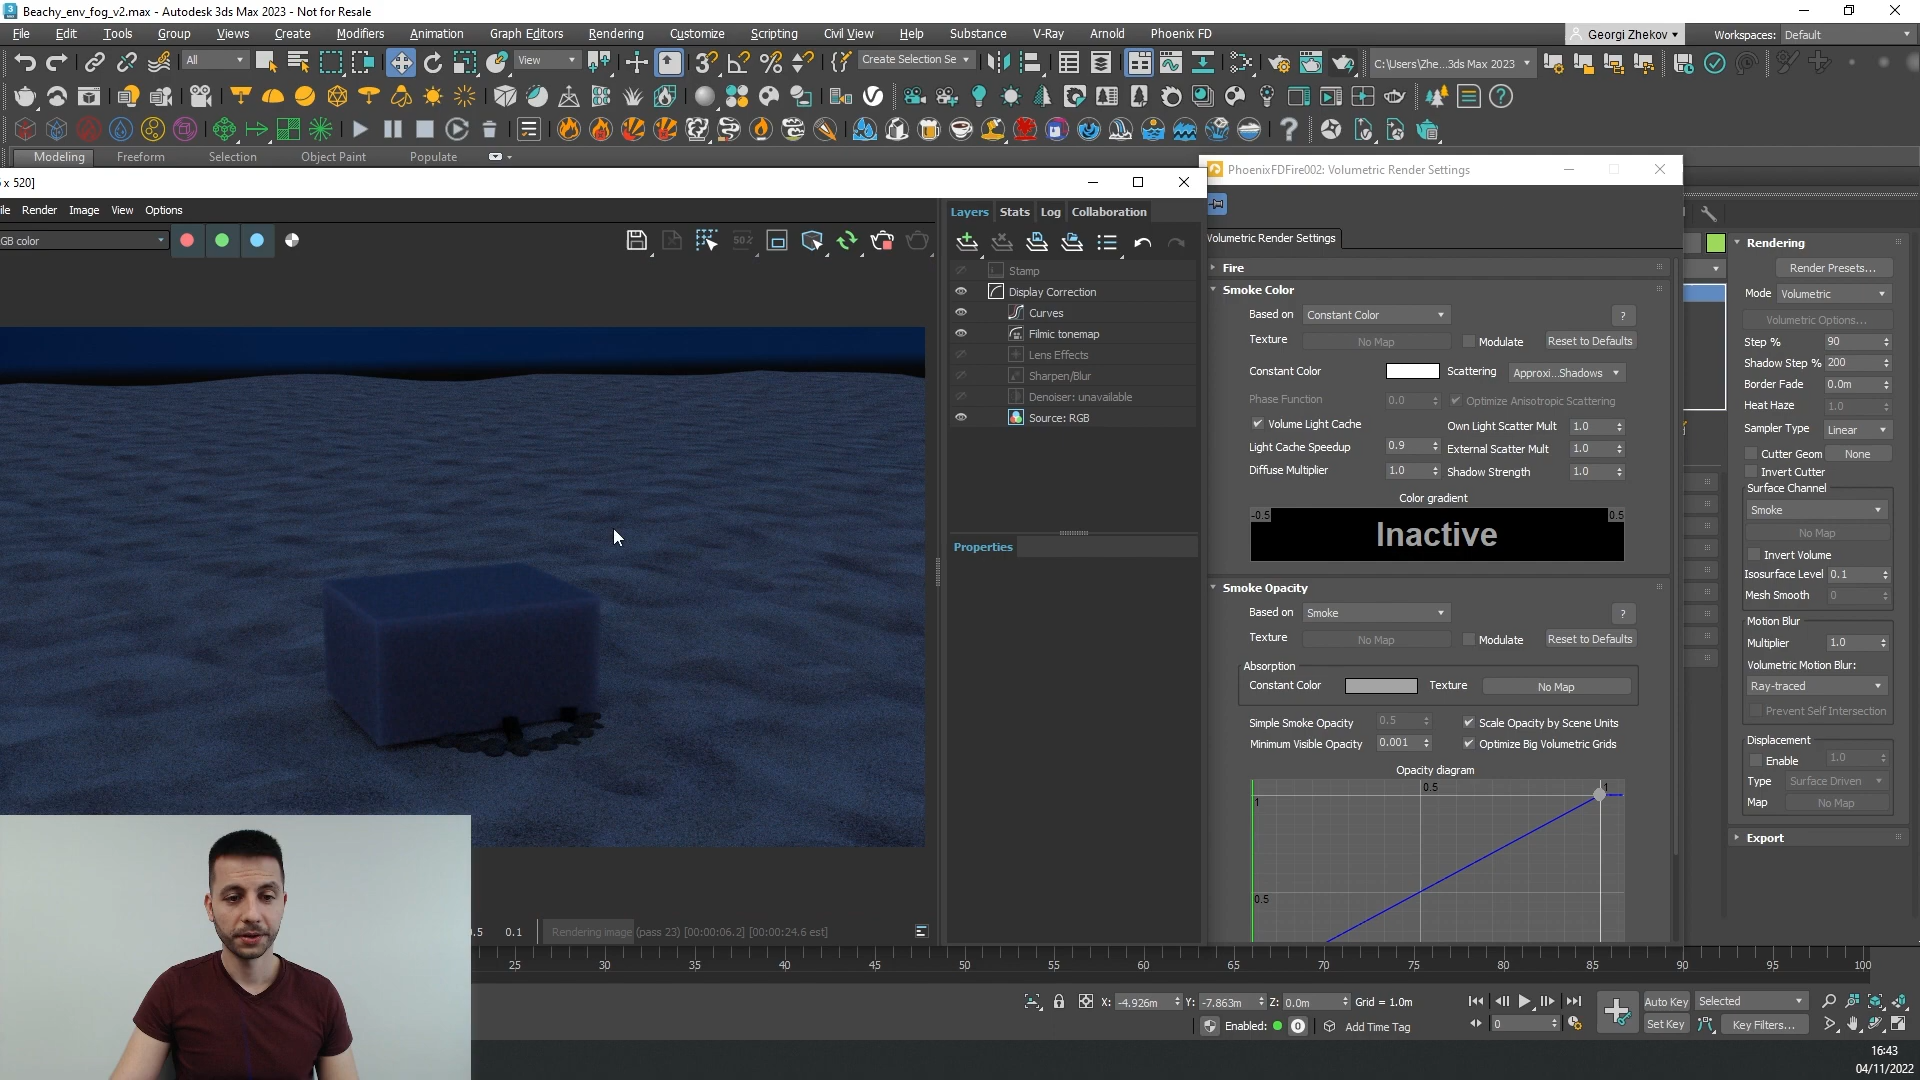 Beachy_env_fog_v2.max - Autodesk 3ds Max 2023 - Not for Resale
File Edit Tools Group Views Create Modifiers Animation Graph Editors Rendering Customize Scripting Civil View Help Substance V-Ray Arnold Phoenix FD
Georgi Zhekov
Workspaces: Default
All
View
Create Selection Se
C:\Users\Zhe...3ds Max 2023
Modeling Freeform Selection Object Paint Populate
x 520]
ile Render Image View Options
GB color
Layers Stats Log Collaboration
Stamp
Display Correction
Curves
Filmic tonemap
Lens Effects
Sharpen/Blur
Denoiser: unavailable
Source: RGB
Properties
.5 0.1 Rendering image (pass 23) [00:00:06.2] [00:00:24.6 est]
PhoenixFDFire002: Volumetric Render Settings
Volumetric Render Settings
Fire
Smoke Color
Based on Constant Color ?
Texture No Map Modulate Reset to Defaults
Constant Color Scattering Approxi...Shadows
Phase Function 0.0 Optimize Anisotropic Scattering
Volume Light Cache Own Light Scatter Mult 1.0
Light Cache Speedup 0.9 External Scatter Mult 1.0
Diffuse Multiplier 1.0 Shadow Strength 1.0
Color gradient
-0.5 Inactive 0.5
Smoke Opacity
Based on Smoke ?
Texture No Map Modulate Reset to Defaults
Absorption
Constant Color Texture No Map
Simple Smoke Opacity 0.5 Scale Opacity by Scene Units
Minimum Visible Opacity 0.001 Optimize Big Volumetric Grids
Opacity diagram
0.5 1
1
0.5
Rendering
Render Presets...
Mode Volumetric
Volumetric Options...
Step % 90
Shadow Step % 200
Border Fade 0.0m
Heat Haze 1.0
Sampler Type Linear
Cutter Geom None
Invert Cutter
Surface Channel
Smoke
No Map
Invert Volume
Isosurface Level 0.1
Mesh Smooth 0
Motion Blur
Multiplier 1.0
Volumetric Motion Blur:
Ray-traced
Prevent Self Intersection
Displacement
Enable 1.0
Type Surface Driven
Map No Map
Export
25 30 35 40 45 50 55 60 65 70 75 80 85 90 95 100
X: -4.926m Y: -7.863m Z: 0.0m Grid = 1.0m
Enabled: 0 Add Time Tag
0
Auto Key Selected
Set Key Key Filters...
16:43
04/11/2022